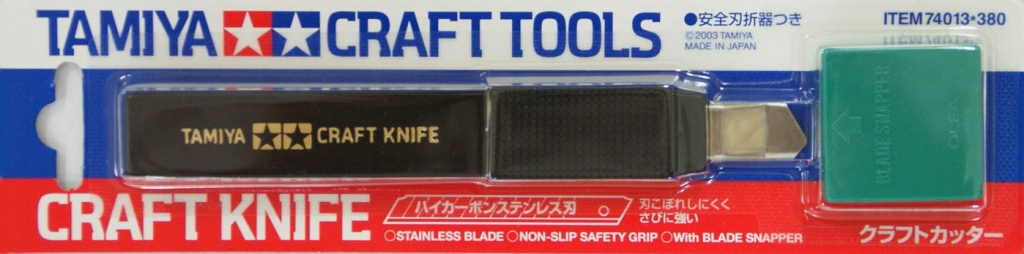 TAMIYA CRAFT TOOLS
●安全刃折器つき
©2003 TAMIYA
MADE IN JAPAN
ITEM 74013★380
TAMIYA CRAFT KNIFE
BLADE SNAPPER
OLFA
CRAFT KNIFE
ハイカーボンステンレス刃
刃こぼれしにくく
さびに強い
○STAINLESS BLADE ○NON-SLIP SAFETY GRIP ○With BLADE SNAPPER
クラフトカッター